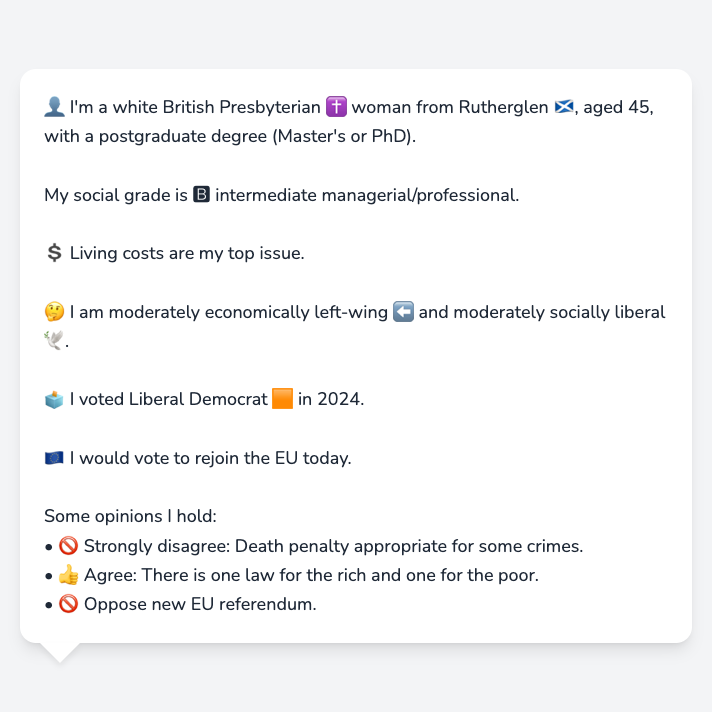 👤 I'm a white British Presbyterian ✝️ woman from Rutherglen 🏴󠁧󠁢󠁳󠁣󠁴󠁿, aged 45,
with a postgraduate degree (Master's or PhD).
My social grade is 🅱 intermediate managerial/professional.
💲 Living costs are my top issue.
🤔 I am moderately economically left-wing ⬅️ and moderately socially liberal
🕊️.
🗳️ I voted Liberal Democrat 🟧 in 2024.
🇪🇺 I would vote to rejoin the EU today.
Some opinions I hold:
• 🚫 Strongly disagree: Death penalty appropriate for some crimes.
• 👍 Agree: There is one law for the rich and one for the poor.
• 🚫 Oppose new EU referendum.